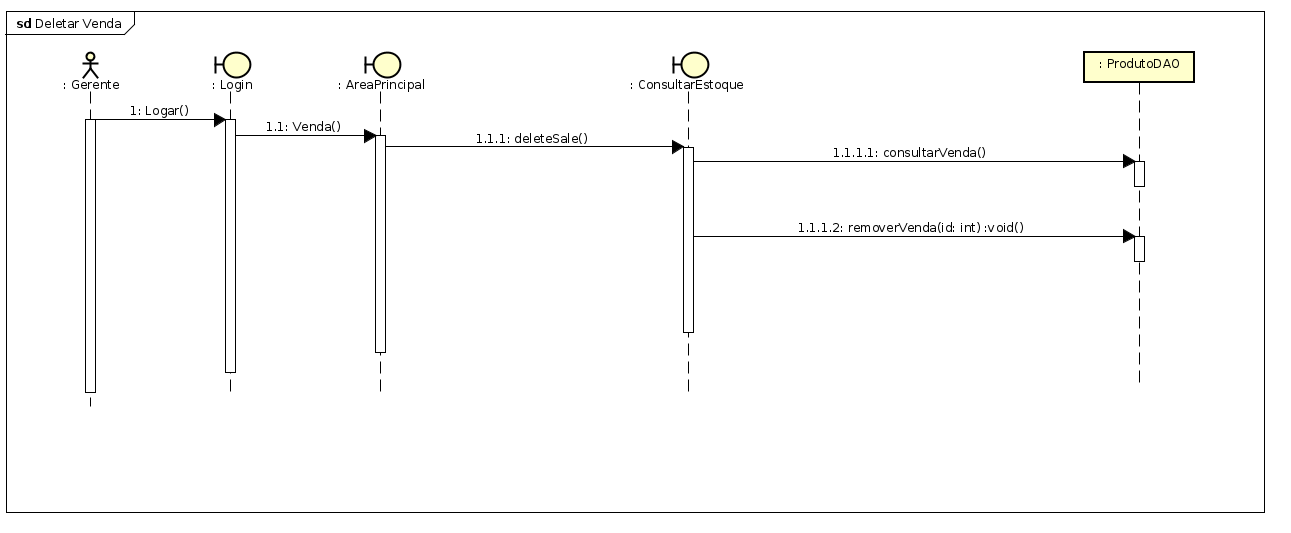 sd Deletar Venda
: Gerente
: Login
: AreaPrincipal
: ConsultarEstoque
: ProdutoDAO
1: Logar()
1.1: Venda()
1.1.1: deleteSale()
1.1.1.1: consultarVenda()
1.1.1.2: removerVenda(id: int) :void()